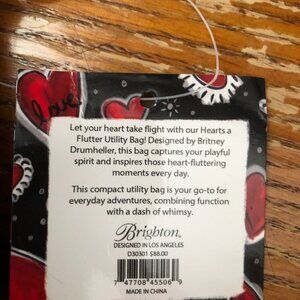 love
Let your heart take flight with our Hearts a
Flutter Utility Bag! Designed by Britney
Drumheller, this bag captures your playful
spirit and inspires those heart-fluttering
moments every day.
This compact utility bag is your go-to for
everyday adventures, combining function
with a dash of whimsy.
Brighton
DESIGNED IN LOS ANGELES
D30301 $88.00
7 47708 45506 9
MADE IN CHINA